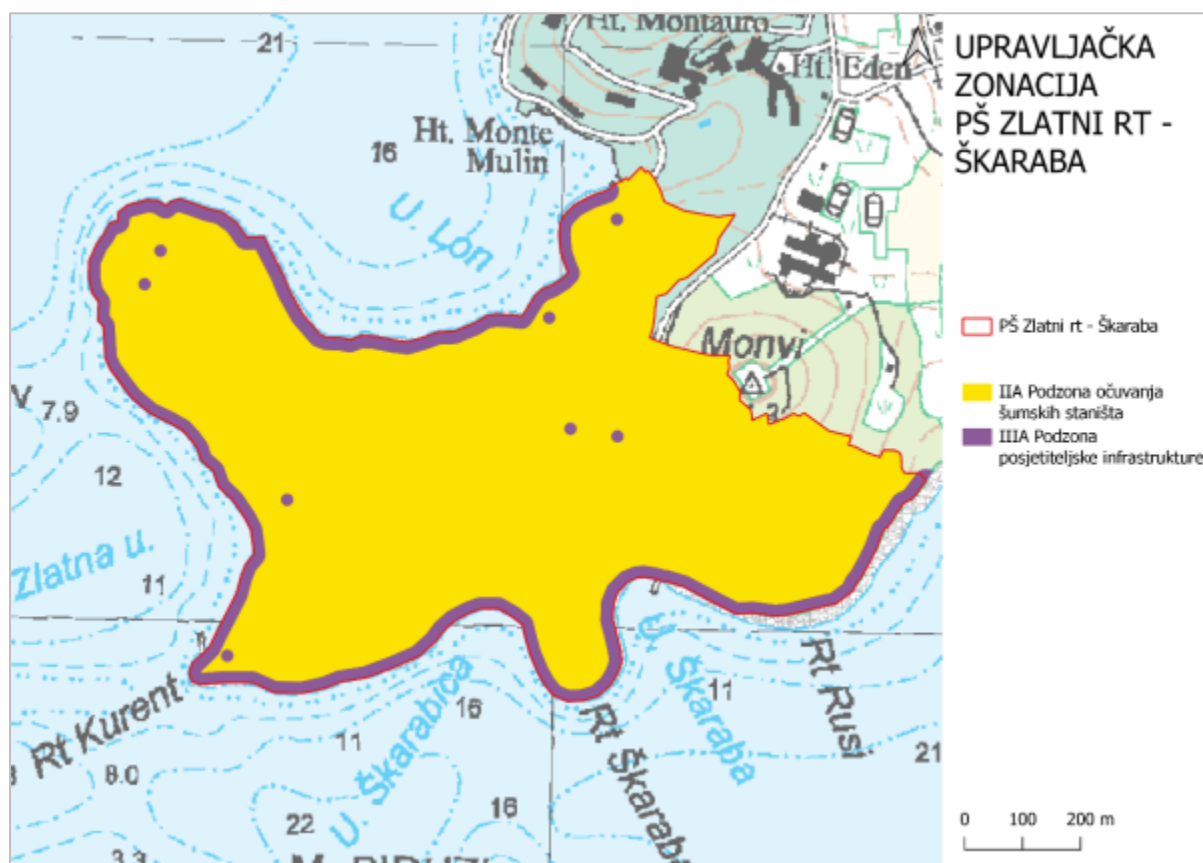 Ht. Montauro
21
Ht. Eden
Ht. Monte
Mulin
16
U. Lon
Monvi
7.9
12
Zlatna u.
11
Rt Kurent
8.0
U. Škarabica
11
16
22
16
3.3
Rt Škaraba
U. Škaraba
11
Rt Rusi
21
UPRAVLJAČKA
ZONACIJA
PŠ ZLATNI RT -
ŠKARABA
PŠ Zlatni rt - Škaraba
IIA Podzona očuvanja
šumskih staništa
IIIA Podzona
posjetiteljske infrastrukture
0 100 200 m